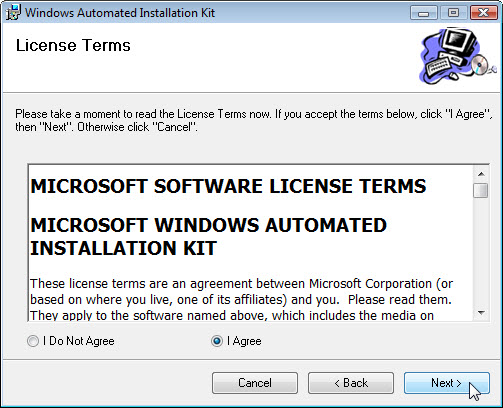 Windows Automated Installation Kit
License Terms
Please take a moment to read the License Terms now. If you accept the terms below, click "I Agree",
then "Next". Otherwise click "Cancel".
MICROSOFT SOFTWARE LICENSE TERMS
MICROSOFT WINDOWS AUTOMATED
INSTALLATION KIT
These license terms are an agreement between Microsoft Corporation (or
based on where you live, one of its affiliates) and you.  Please read them.
They apply to the software named above, which includes the media on
I Do Not Agree
I Agree
Cancel
< Back
Next >